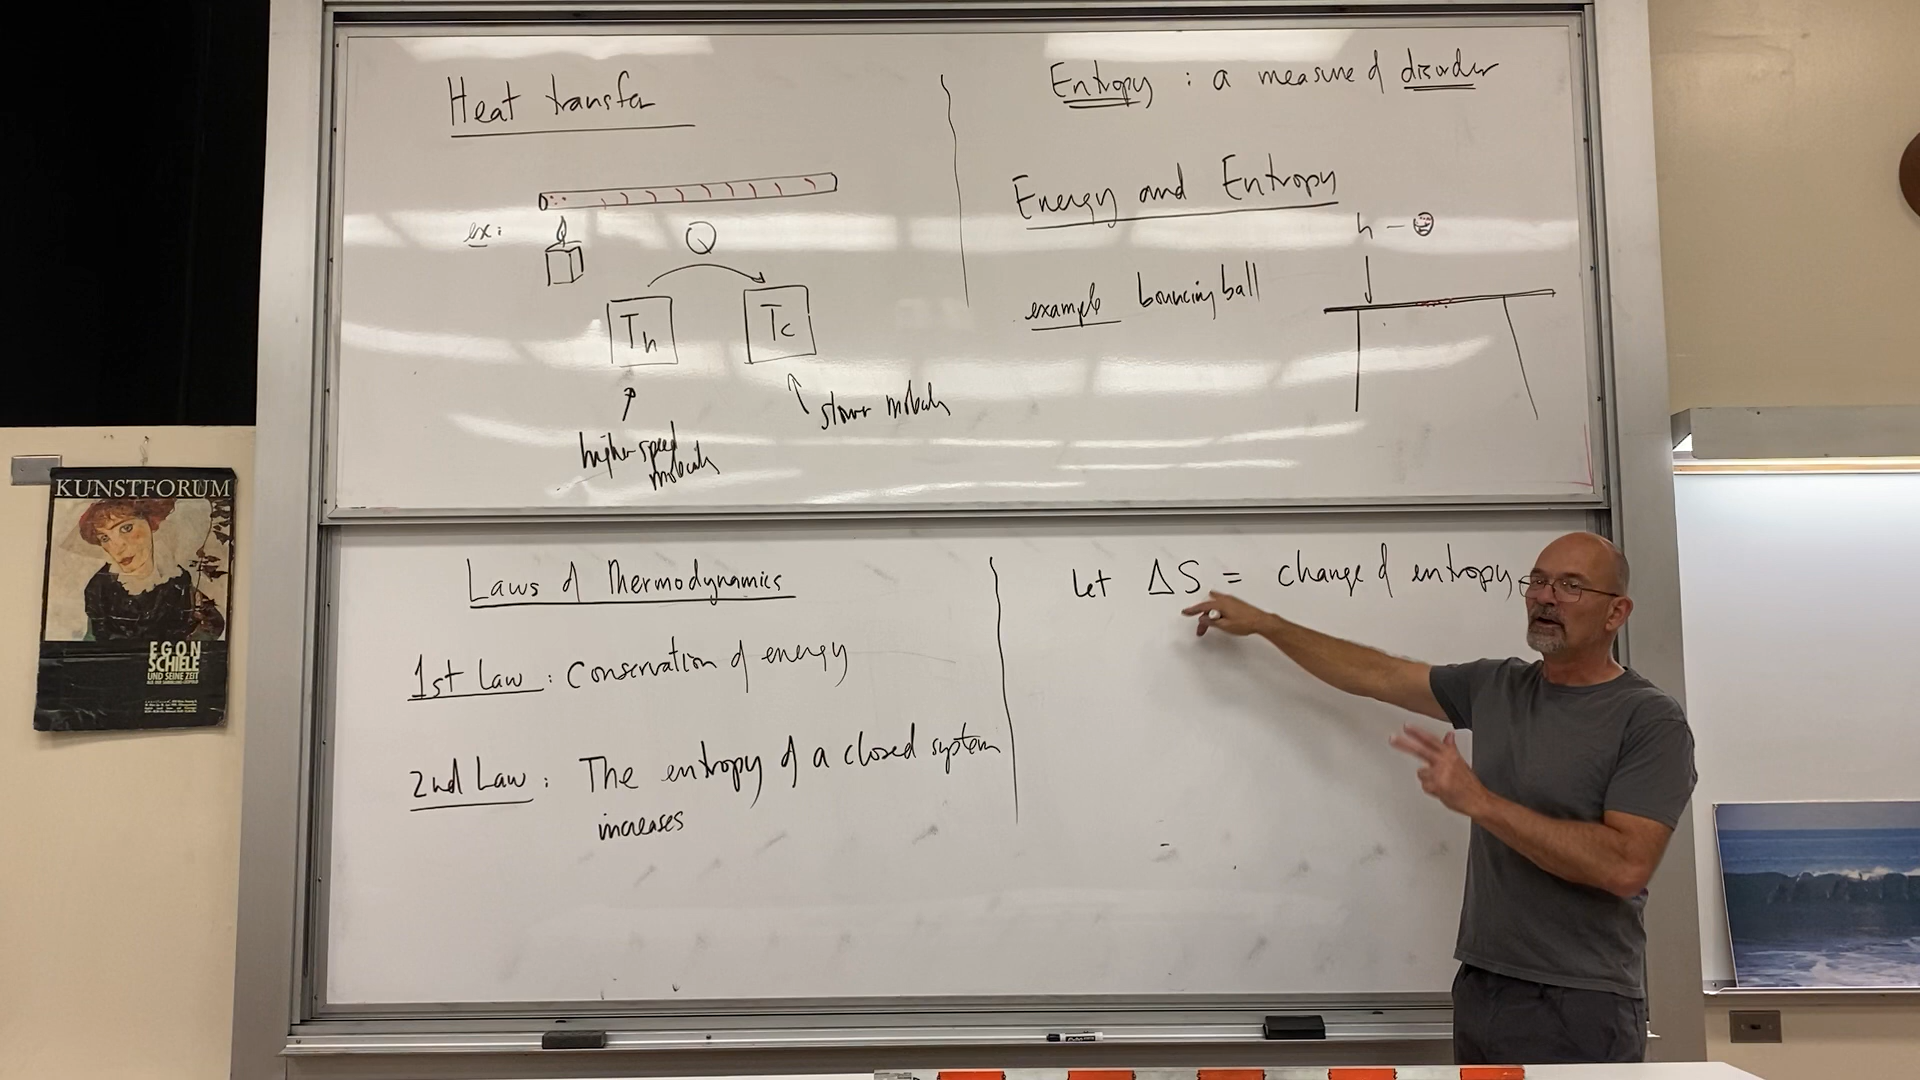 Heat transfer
ex:
Q
Th
Tc
higher speed
slower
Entropy : a measure of disorder
Energy and Entropy
h
example bouncing ball
Laws of Thermodynamics
1st Law : Conservation of energy
2nd Law : The entropy of a closed system
increases
Let ΔS = change of entropy
KUNSTFORUM
EGON
SCHIELE
UND SEINE ZEIT